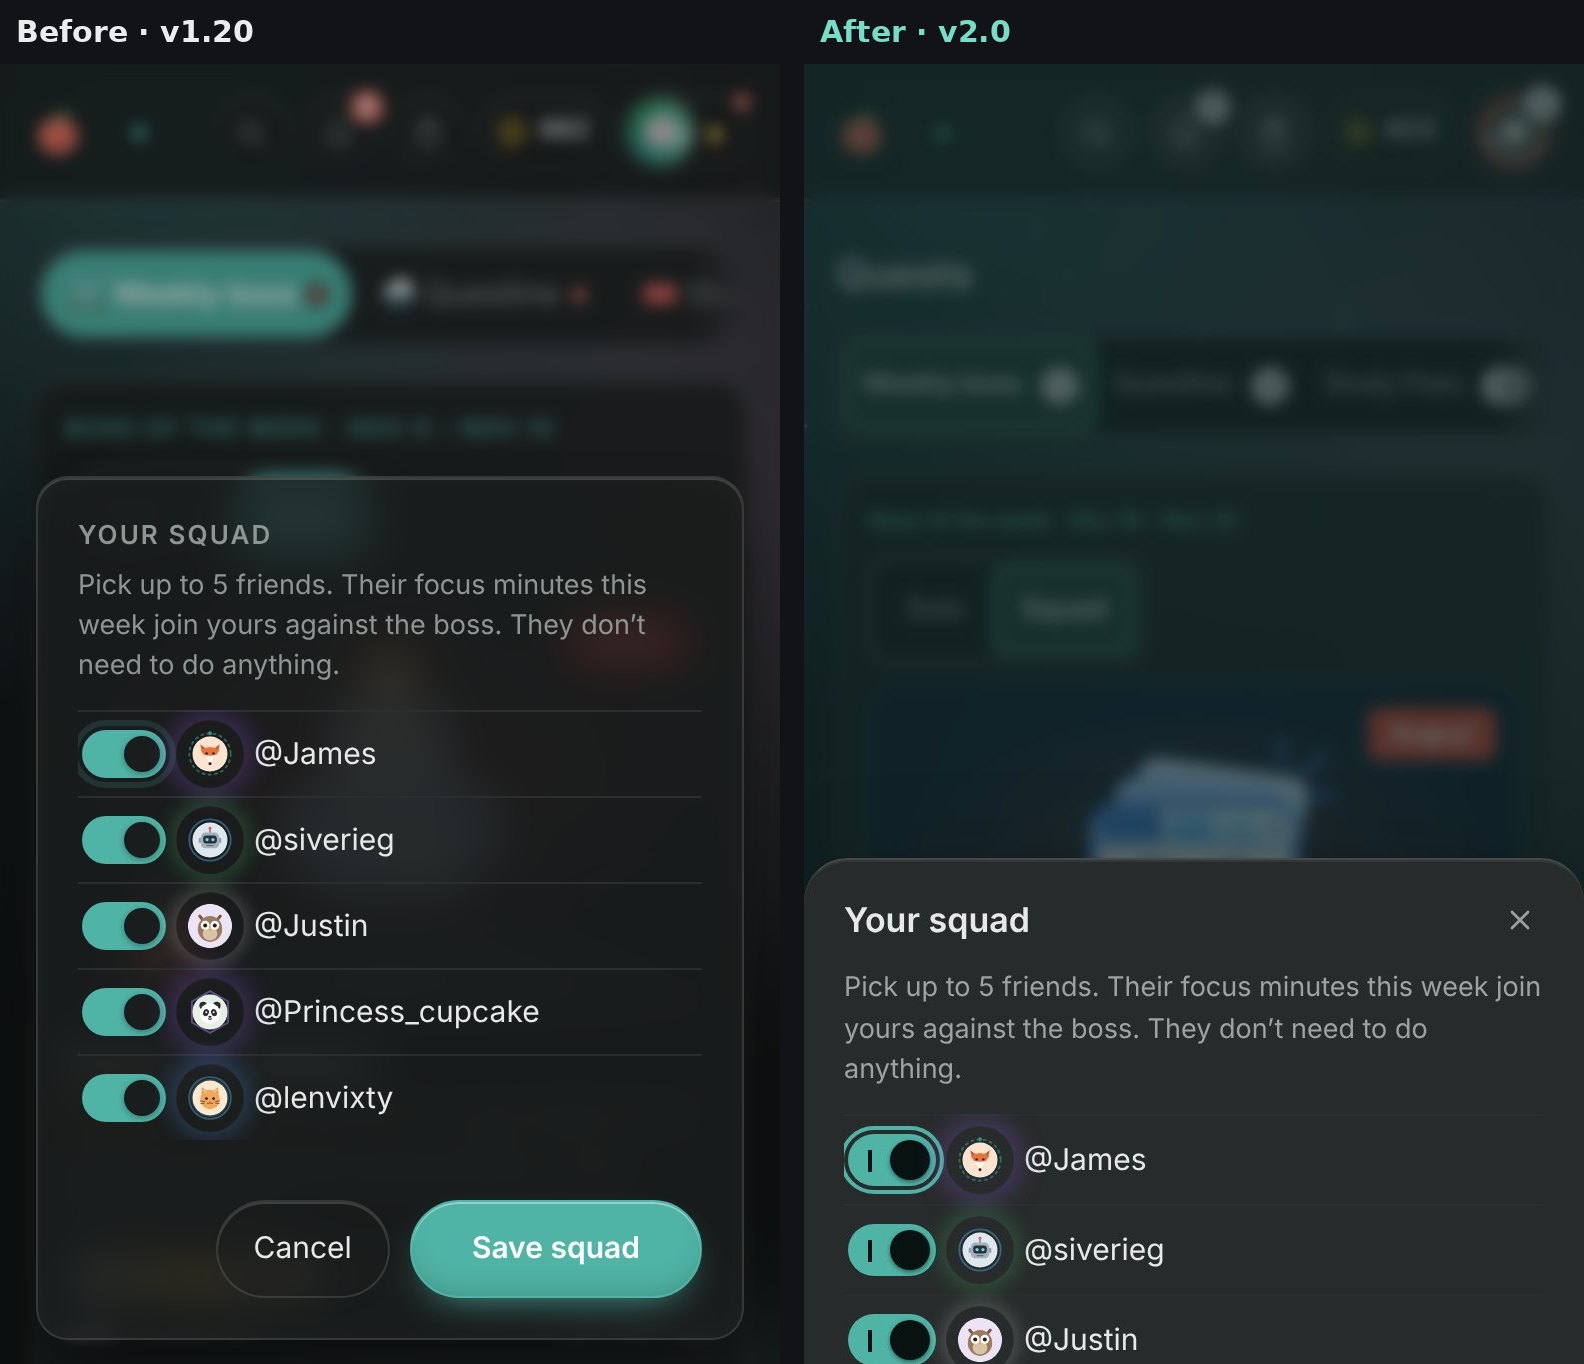 Before · v1.20
YOUR SQUAD
Pick up to 5 friends. Their focus minutes this
week join yours against the boss. They don’t
need to do anything.
@James
@siverieg
@Justin
@Princess_cupcake
@lenvixty
Cancel
Save squad
After · v2.0
Quests
Weekly boss
Your squad
Pick up to 5 friends. Their focus minutes this week join
yours against the boss. They don’t need to do
anything.
@James
@siverieg
@Justin